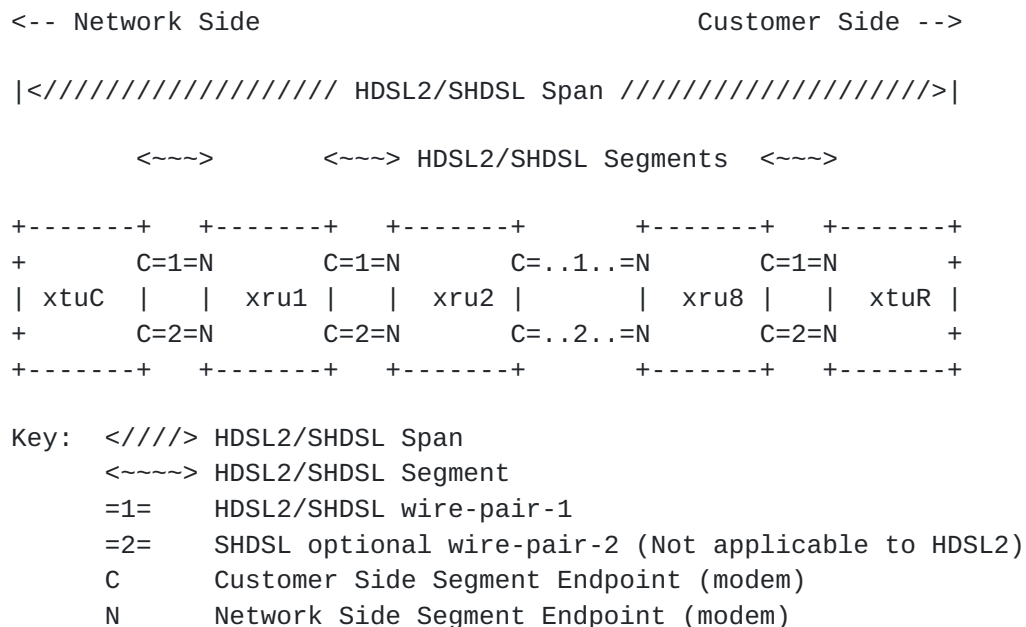 <-- Network Side                            Customer Side -->
|</////////////////// HDSL2/SHDSL Span ////////////////////>|
        <~~~>       <~~~> HDSL2/SHDSL Segments  <~~~>
+-------+   +-------+   +-------+       +-------+   +-------+
+       C=1=N       C=1=N       C=..1..=N       C=1=N       +
| xtuC  |   |  xru1 |   |  xru2 |       |  xru8 |   |  xtuR |
+       C=2=N       C=2=N       C=..2..=N       C=2=N       +
+-------+   +-------+   +-------+       +-------+   +-------+
Key:  <////> HDSL2/SHDSL Span
      <~~~~> HDSL2/SHDSL Segment
      =1=    HDSL2/SHDSL wire-pair-1
      =2=    SHDSL optional wire-pair-2 (Not applicable to HDSL2)
      C      Customer Side Segment Endpoint (modem)
      N      Network Side Segment Endpoint (modem)